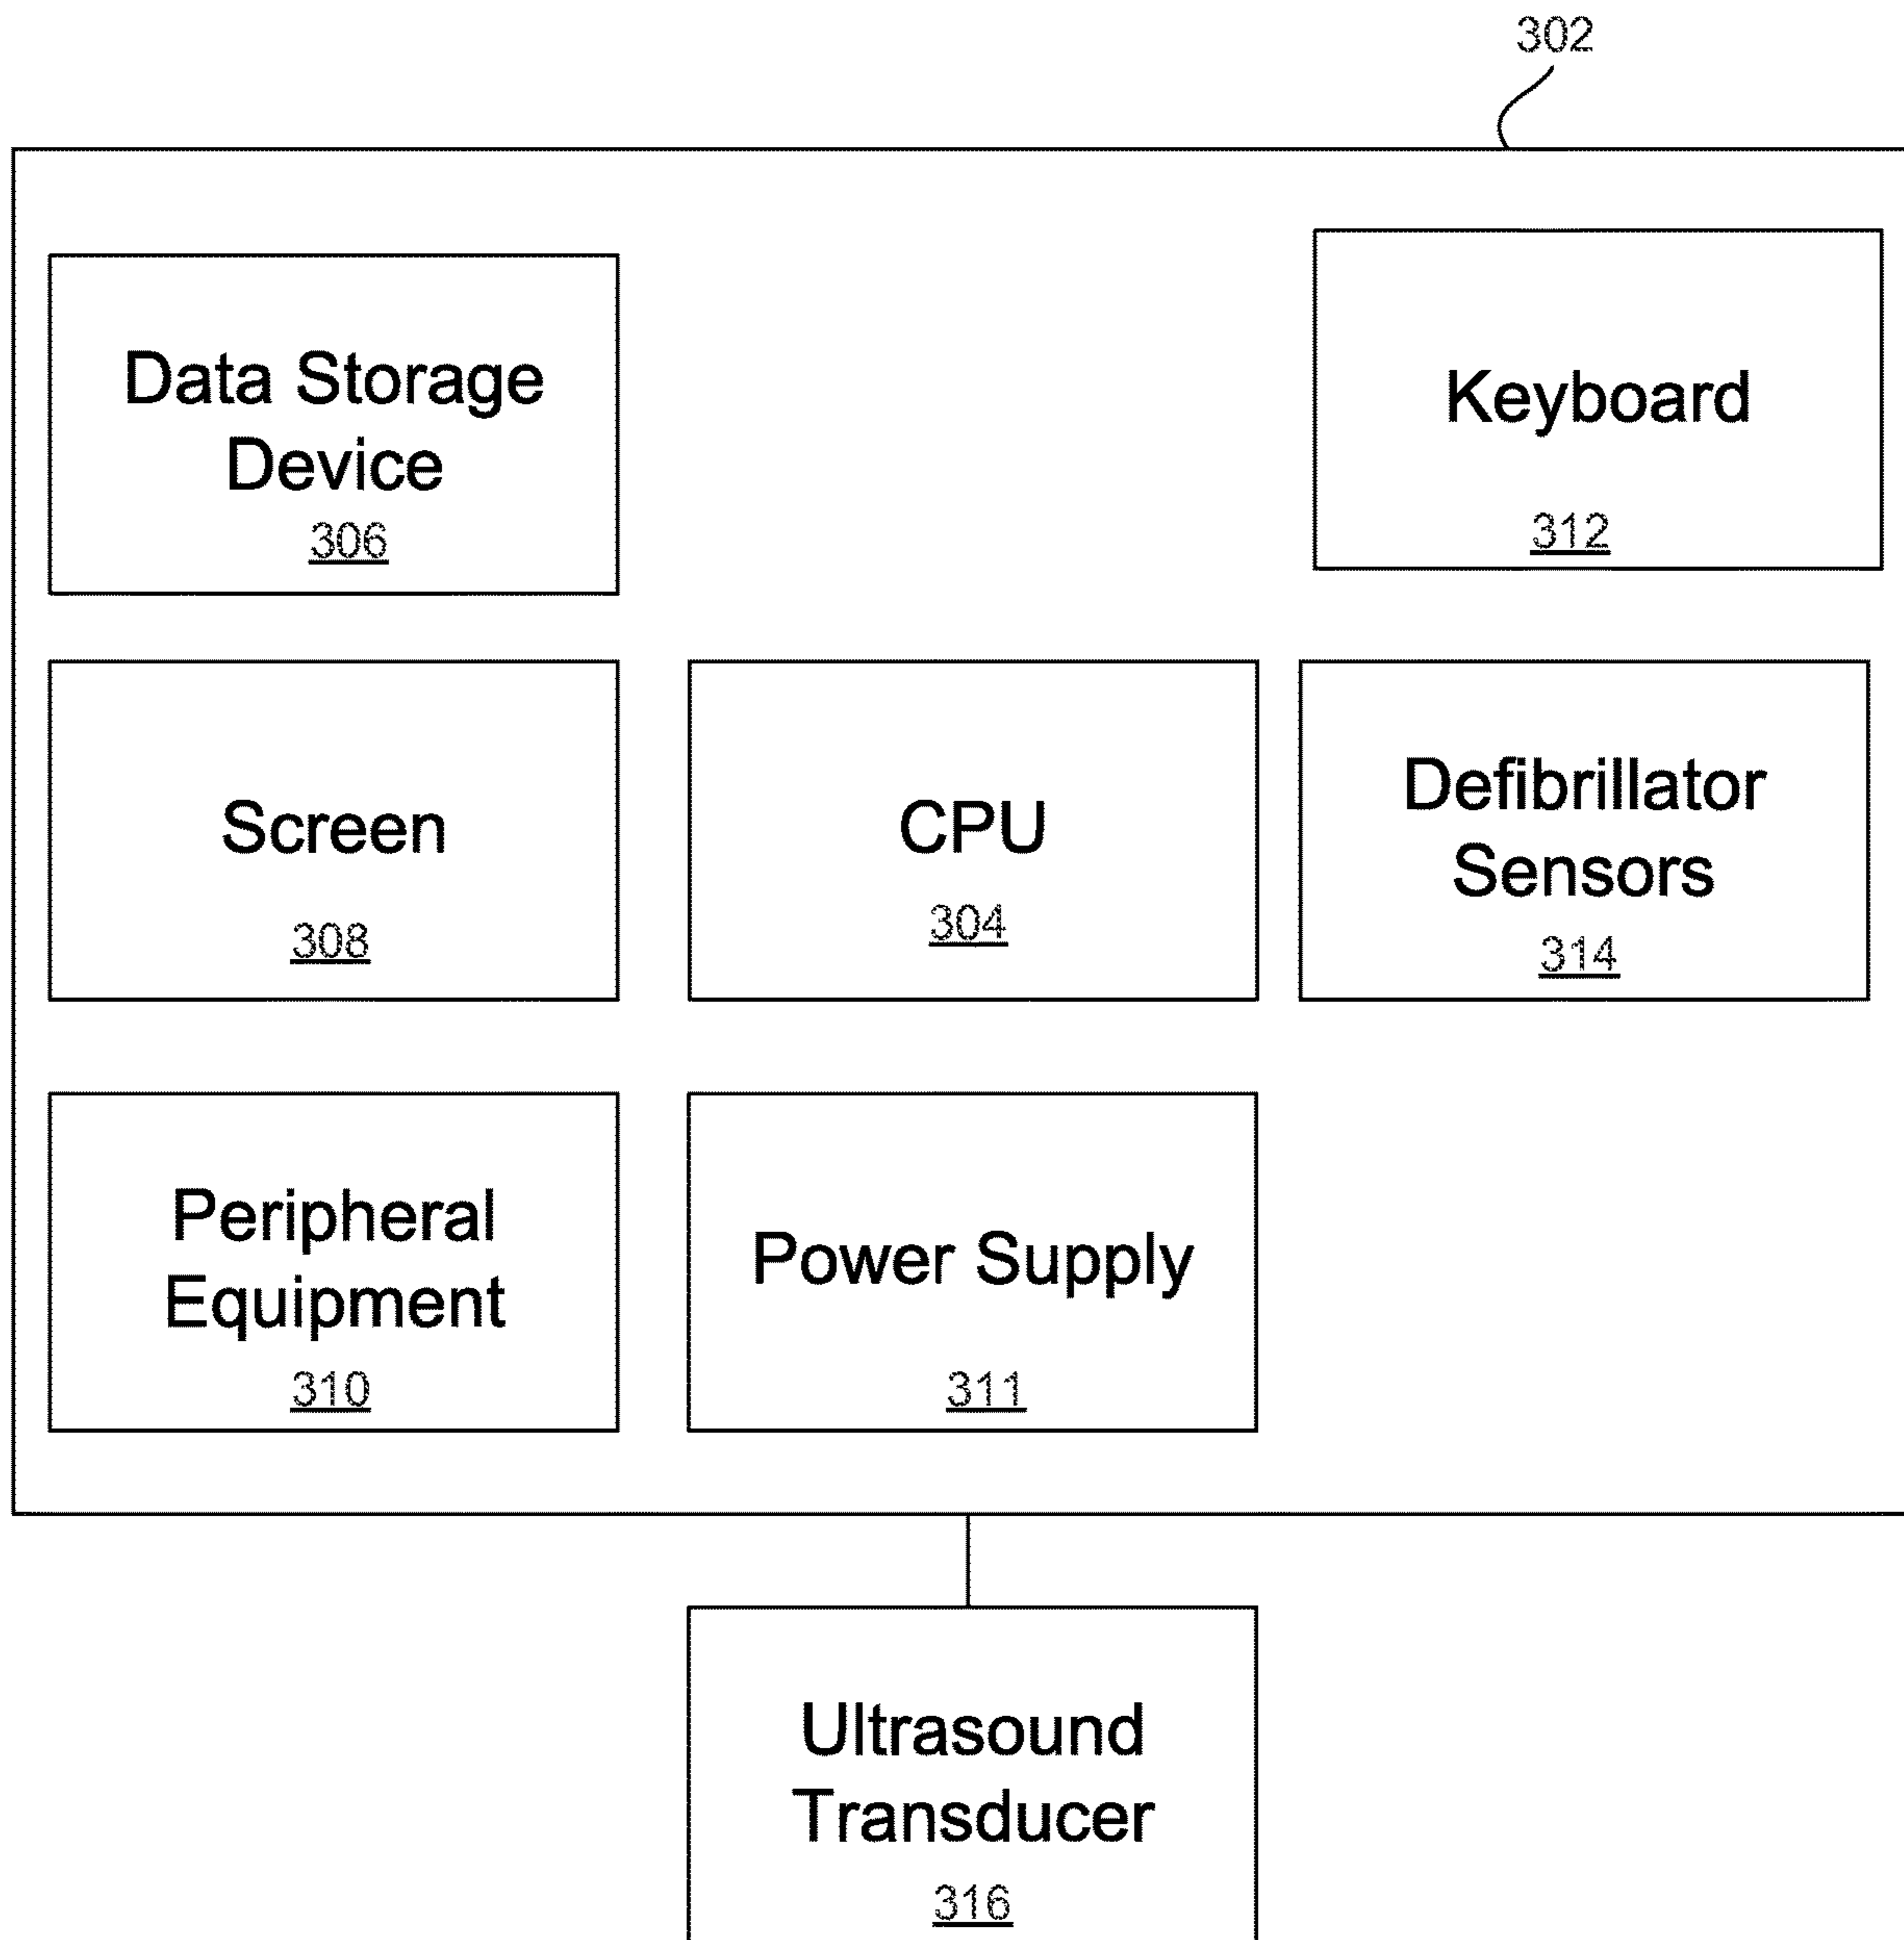 302
Data Storage
Device
306
Keyboard
312
Screen
308
CPU
304
Defibrillator
Sensors
314
Peripheral
Equipment
310
Power Supply
311
Ultrasound
Transducer
316